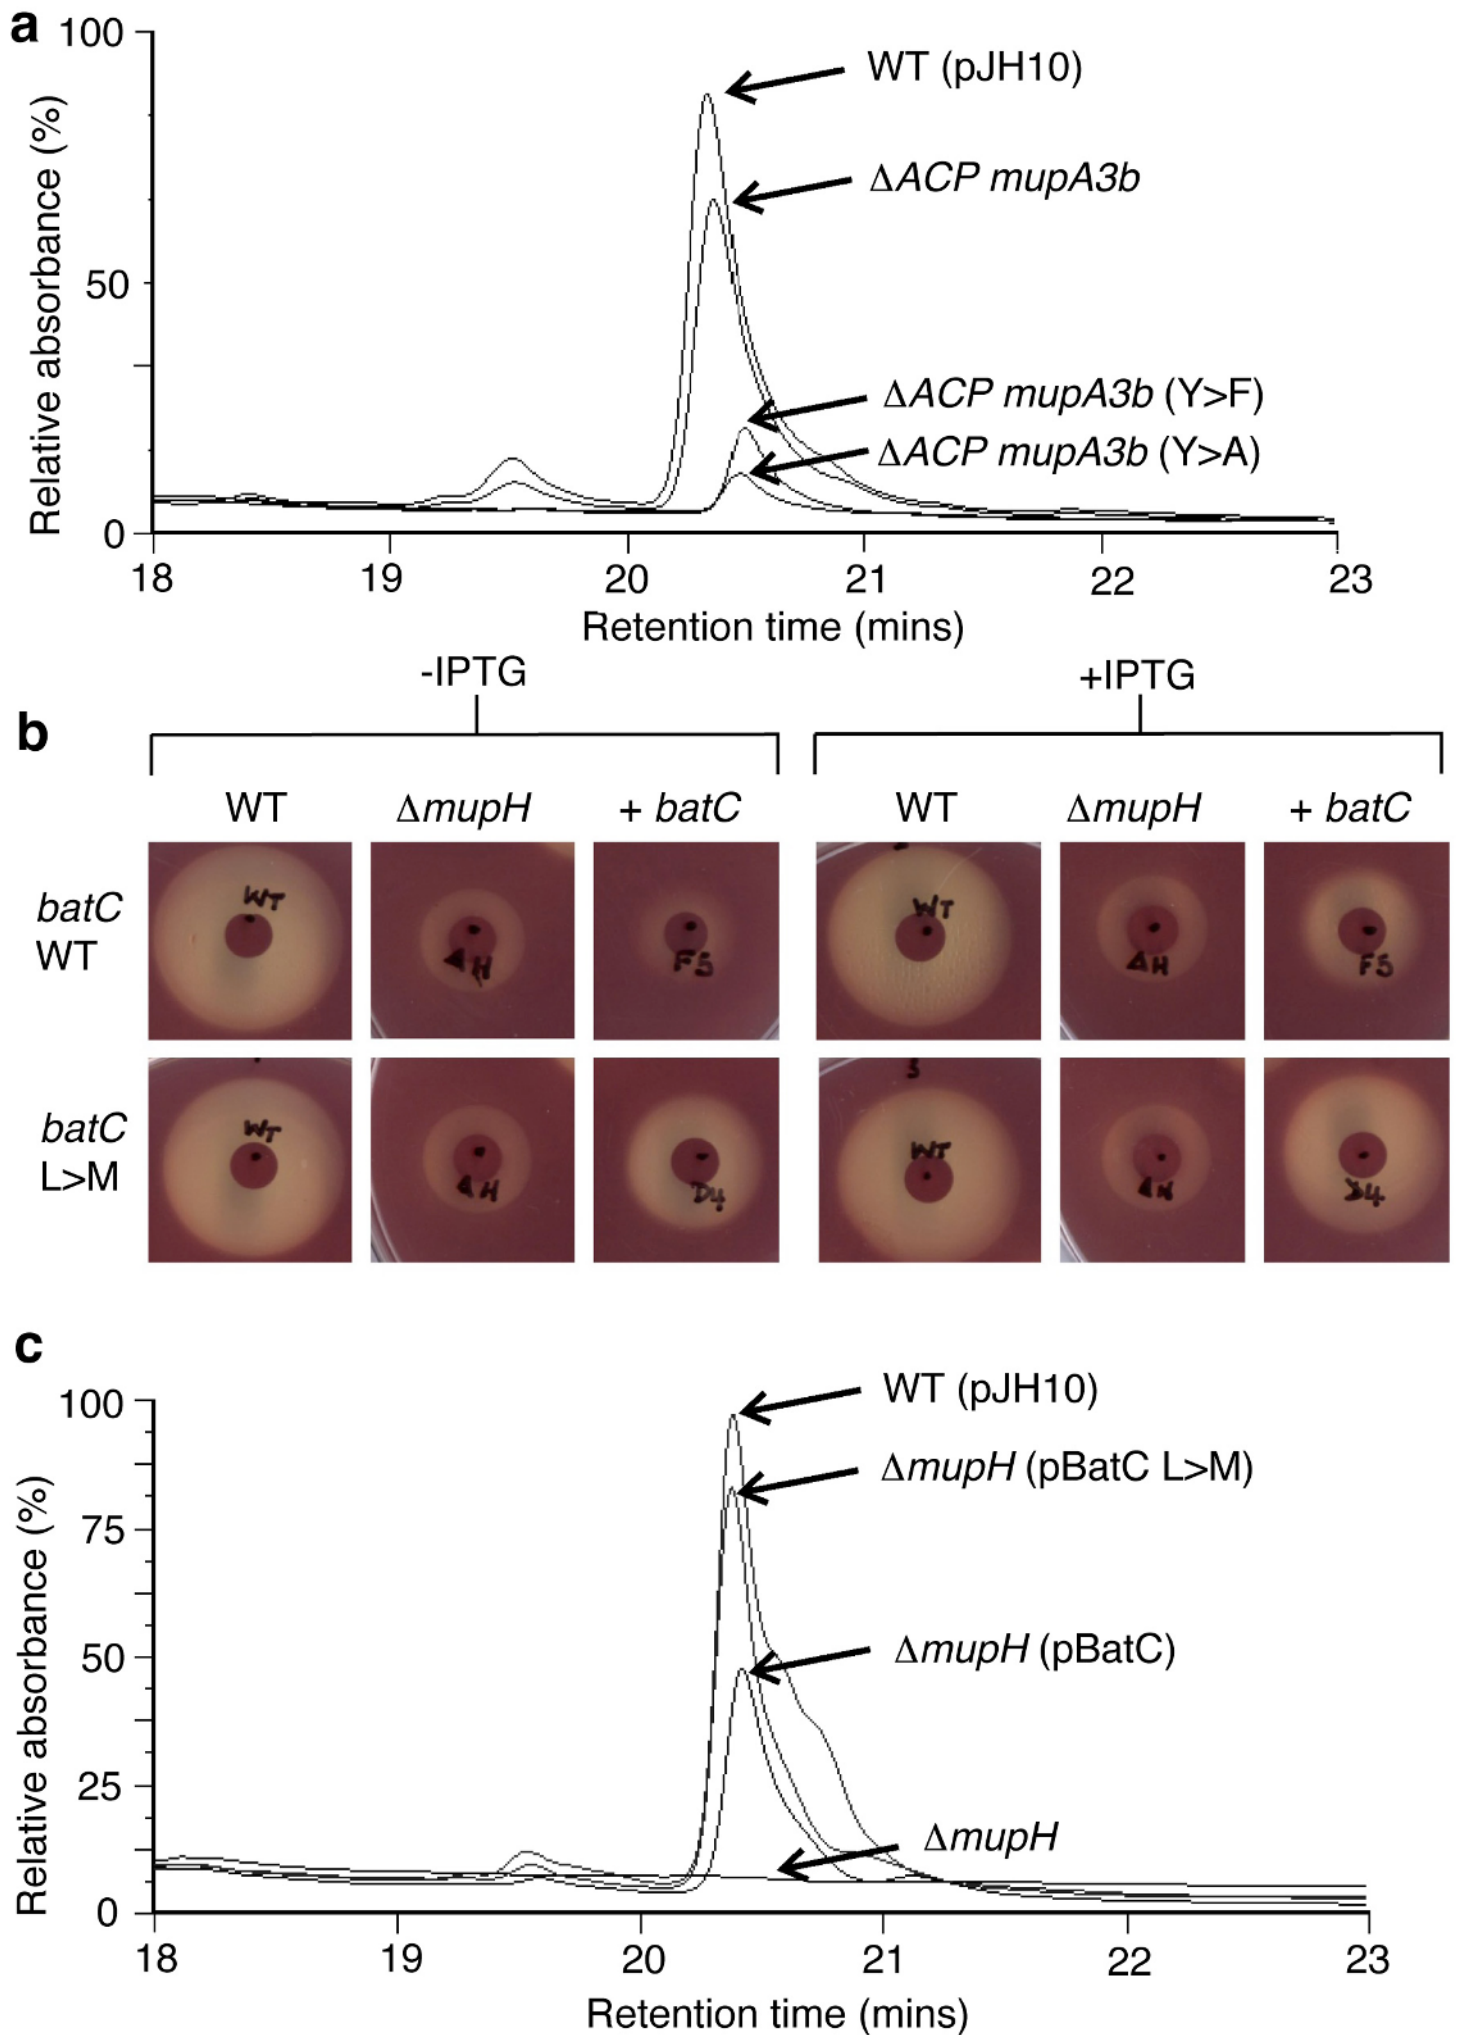 a
100
50
0
Relative absorbance (%)
WT (pJH10)
ΔACP mupA3b
ΔACP mupA3b (Y>F)
ΔACP mupA3b (Y>A)
18 19 20 21 22 23
Retention time (mins)
b
-IPTG +IPTG
WT ΔmupH + batC WT ΔmupH + batC
batC
WT
WT ΔH F5 WT ΔH F5
batC
L>M
3
WT ΔH D4 WT ΔH D4
c
100
75
50
25
0
Relative absorbance (%)
WT (pJH10)
ΔmupH (pBatC L>M)
ΔmupH (pBatC)
ΔmupH
18 19 20 21 22 23
Retention time (mins)